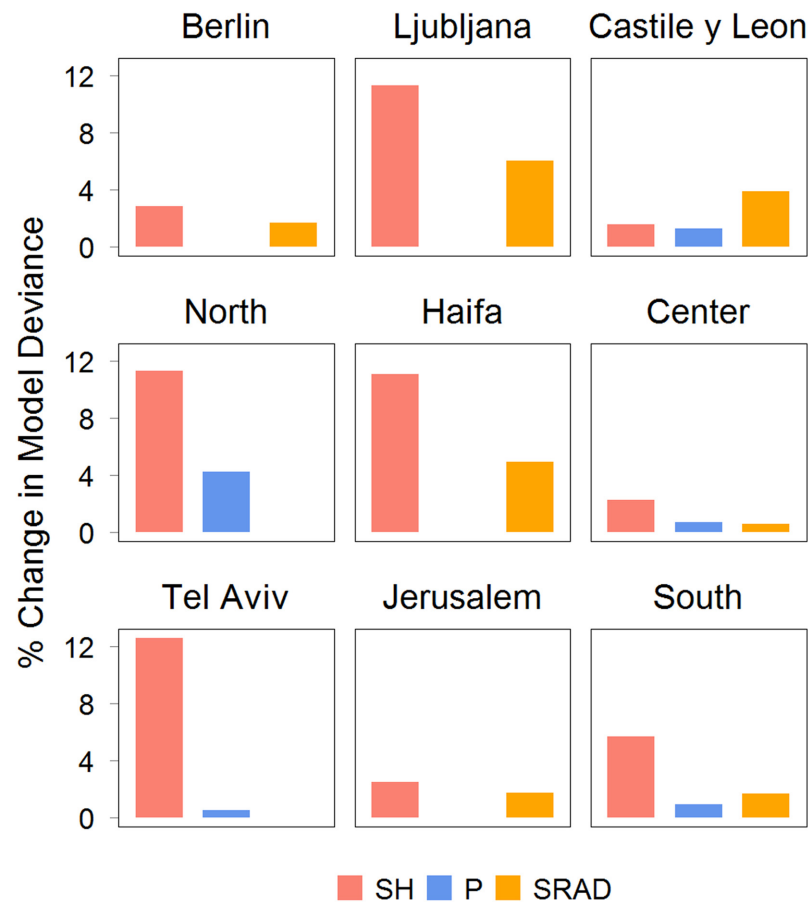 Berlin Ljubljana Castile y Leon
12
8
4
0
North Haifa Center
12
8
4
0
Tel Aviv Jerusalem South
12
8
4
0
% Change in Model Deviance
SH P SRAD